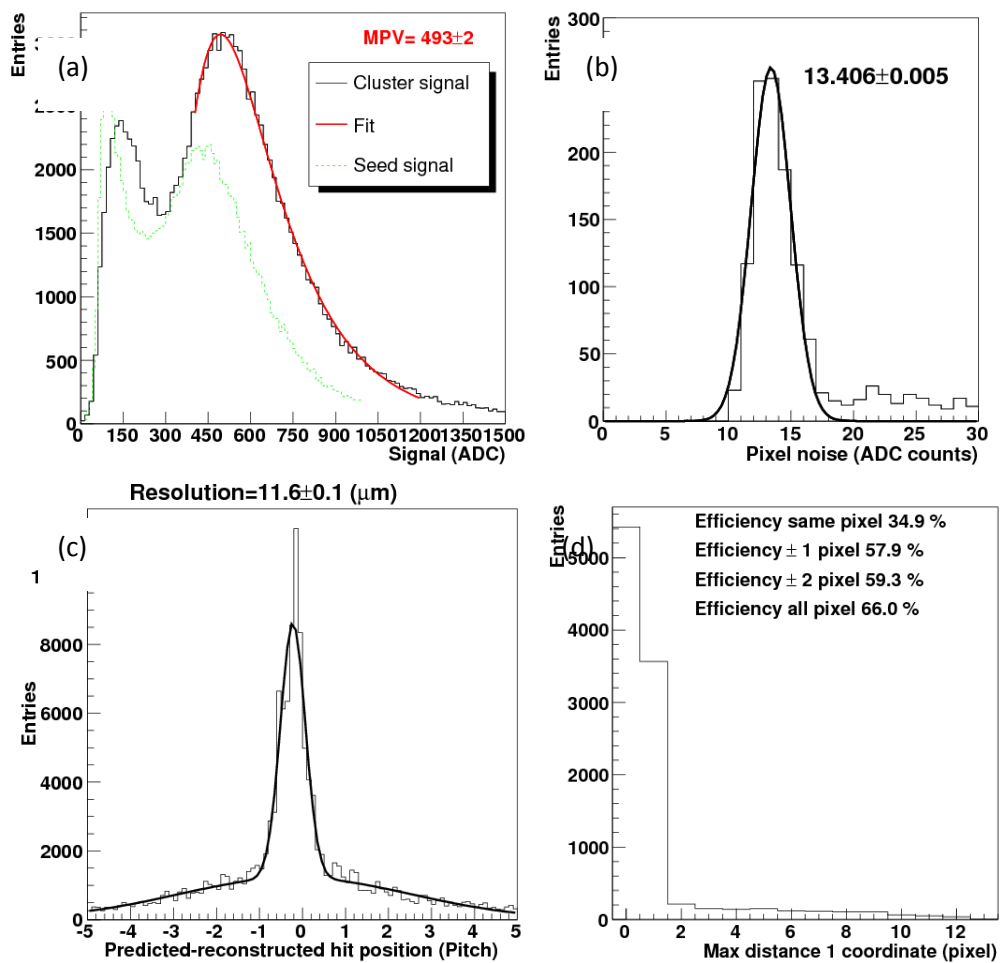 Entries
(a)
MPV= 493±2
Cluster signal
Fit
Seed signal
2000
1500
1000
500
0
0 150 300 450 600 750 900 1050 1200 1350 1500
Signal (ADC)
Entries
(b)
13.406±0.005
300
200
150
100
50
0
0 5 10 15 20 25 30
Pixel noise (ADC counts)
Resolution=11.6±0.1 (μm)
(c)
1
8000
6000
4000
2000
0
Entries
-5 -4 -3 -2 -1 0 1 2 3 4 5
Predicted-reconstructed hit position (Pitch)
Entries
(d)
Efficiency same pixel 34.9 %
Efficiency ± 1 pixel 57.9 %
Efficiency ± 2 pixel 59.3 %
Efficiency all pixel 66.0 %
5000
4000
3000
2000
1000
0
0 2 4 6 8 10 12
Max distance 1 coordinate (pixel)